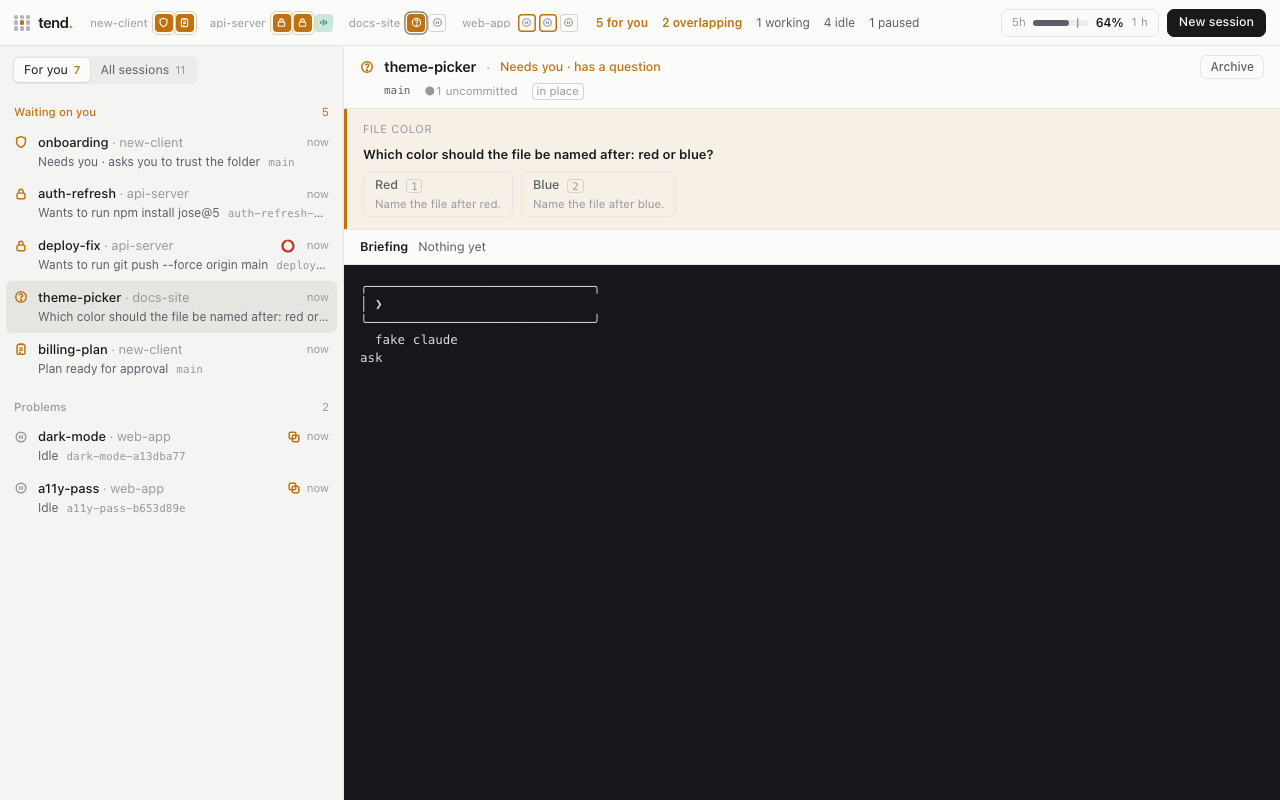 tend. new-client api-server docs-site web-app 5 for you 2 overlapping 1 working 4 idle 1 paused 5h 64% 1 h New session
For you 7 All sessions 11
Waiting on you 5
onboarding · new-client now
Needs you · asks you to trust the folder main
auth-refresh · api-server now
Wants to run npm install jose@5 auth-refresh-…
deploy-fix · api-server now
Wants to run git push --force origin main deploy…
theme-picker · docs-site now
Which color should the file be named after: red or…
billing-plan · new-client now
Plan ready for approval main
Problems 2
dark-mode · web-app now
Idle dark-mode-a13dba77
a11y-pass · web-app now
Idle a11y-pass-b653d89e
theme-picker · Needs you · has a question Archive
main 1 uncommitted in place
FILE COLOR
Which color should the file be named after: red or blue?
Red 1 Blue 2
Name the file after red. Name the file after blue.
Briefing Nothing yet
❯
fake claude
ask